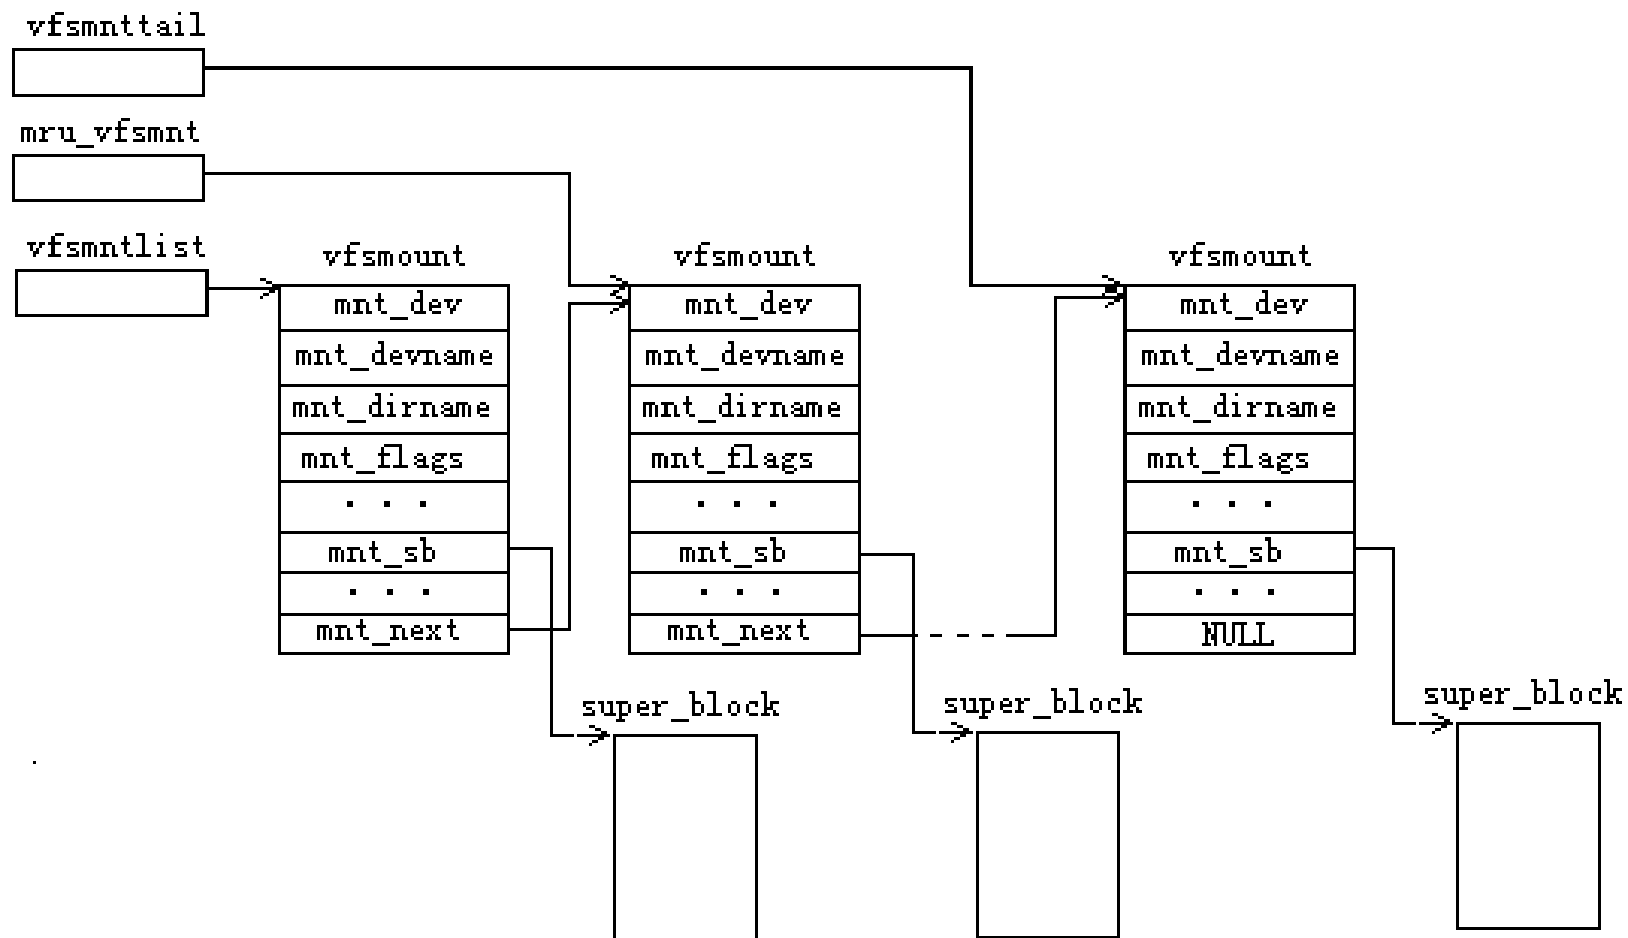 vfsmnttail
mru_vfsmnt
vfsmntlist
vfsmount
mnt_dev
mnt_devname
mnt_dirname
mnt_flags
. . .
mnt_sb
. . .
mnt_next
vfsmount
mnt_dev
mnt_devname
mnt_dirname
mnt_flags
. . .
mnt_sb
. . .
mnt_next
vfsmount
mnt_dev
mnt_devname
mnt_dirname
mnt_flags
. . .
mnt_sb
. . .
NULL
super_block
super_block
super_block